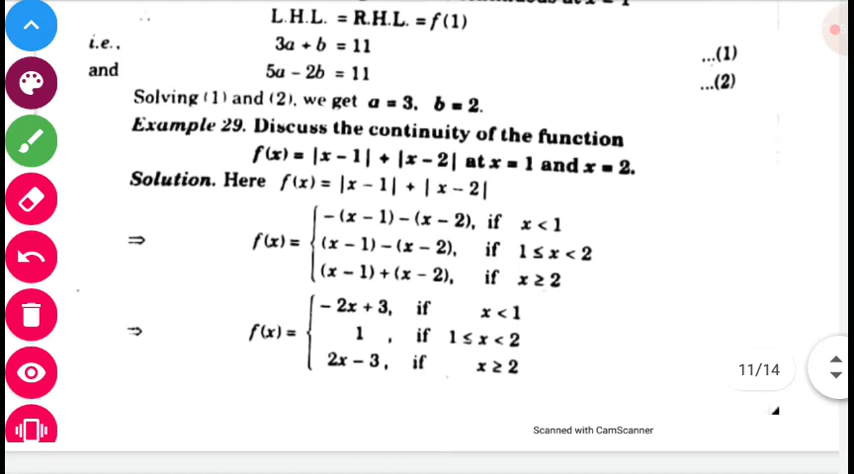 L.H.L. = R.H.L. = f(1)
i.e., 3a + b = 11 ...(1)
and 5a – 2b = 11 ...(2)
Solving (1) and (2), we get a = 3, b = 2.
Example 29. Discuss the continuity of the function
f(x) = |x – 1| + |x – 2| at x = 1 and x = 2.
Solution. Here f(x) = |x – 1| + | x – 2|
– (x – 1) – (x – 2), if x < 1
⇒ f(x) = { (x – 1) – (x – 2), if 1 ≤ x < 2
(x – 1) + (x – 2), if x ≥ 2
– 2x + 3, if x < 1
⇒ f(x) = { 1 , if 1 ≤ x < 2
2x – 3, if x ≥ 2
11/14
Scanned with CamScanner